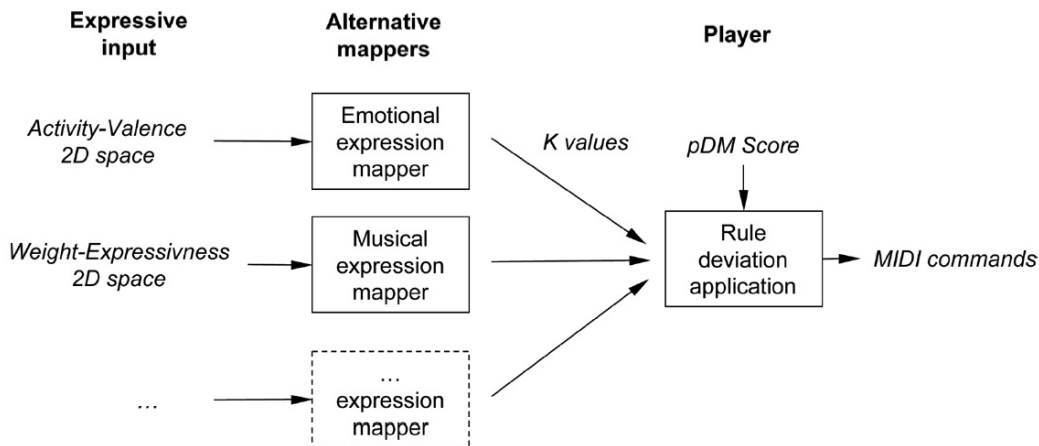 Expressive
input
Alternative
mappers
Player
Activity-Valence
2D space
Emotional
expression
mapper
K values
pDM Score
Weight-Expressivness
2D space
Musical
expression
mapper
Rule
deviation
application
MIDI commands
...
...
expression
mapper